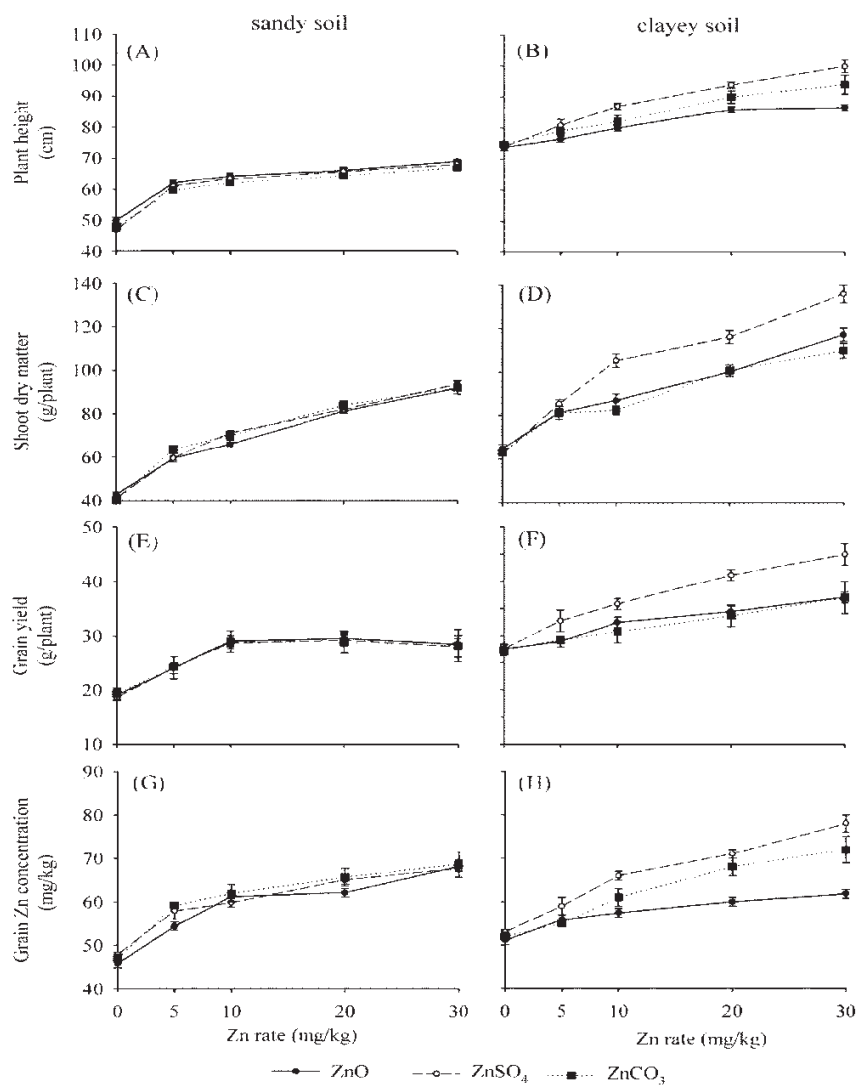 sandy soil
clayey soil
(A)
(B)
Plant height
(cm)
110
100
90
80
70
60
50
40
(C)
(D)
Shoot dry matter
(g/plant)
140
120
100
80
60
40
(E)
(F)
Grain yield
(g/plant)
50
40
30
20
10
(G)
(H)
Grain Zn concentration
(mg/kg)
90
80
70
60
50
40
0 5 10 20 30
0 5 10 20 30
Zn rate (mg/kg)
Zn rate (mg/kg)
ZnO ZnSO₄ ZnCO₃